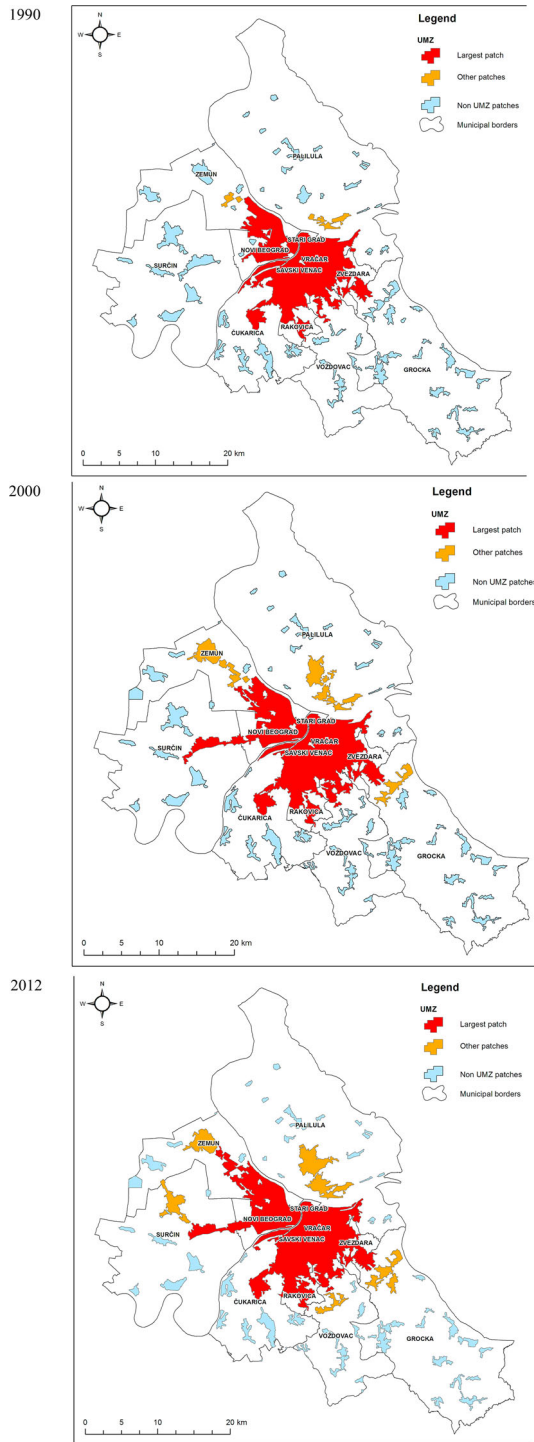 1990
N
W E
S
Legend
UMZ
Largest patch
Other patches
Non UMZ patches
Municipal borders
PALILULA
ZEMUN
STARI GRAD
NOVI BEOGRAD
VRAČAR
SURČIN
SAVSKI VENAC
ZVEZDARA
RAKOVICA
ČUKARICA
VOZDOVAC
GROCKA
0 5 10 20 km
2000
N
W E
S
Legend
UMZ
Largest patch
Other patches
Non UMZ patches
Municipal borders
PALILULA
ZEMUN
STARI GRAD
NOVI BEOGRAD
VRAČAR
SURČIN
SAVSKI VENAC
ZVEZDARA
RAKOVICA
ČUKARICA
VOZDOVAC
GROCKA
0 5 10 20 km
2012
N
W E
S
Legend
UMZ
Largest patch
Other patches
Non UMZ patches
Municipal borders
PALILULA
ZEMUN
STARI GRAD
NOVI BEOGRAD
VRAČAR
SURČIN
SAVSKI VENAC
ZVEZDARA
RAKOVICA
ČUKARICA
VOZDOVAC
GROCKA
0 5 10 20 km